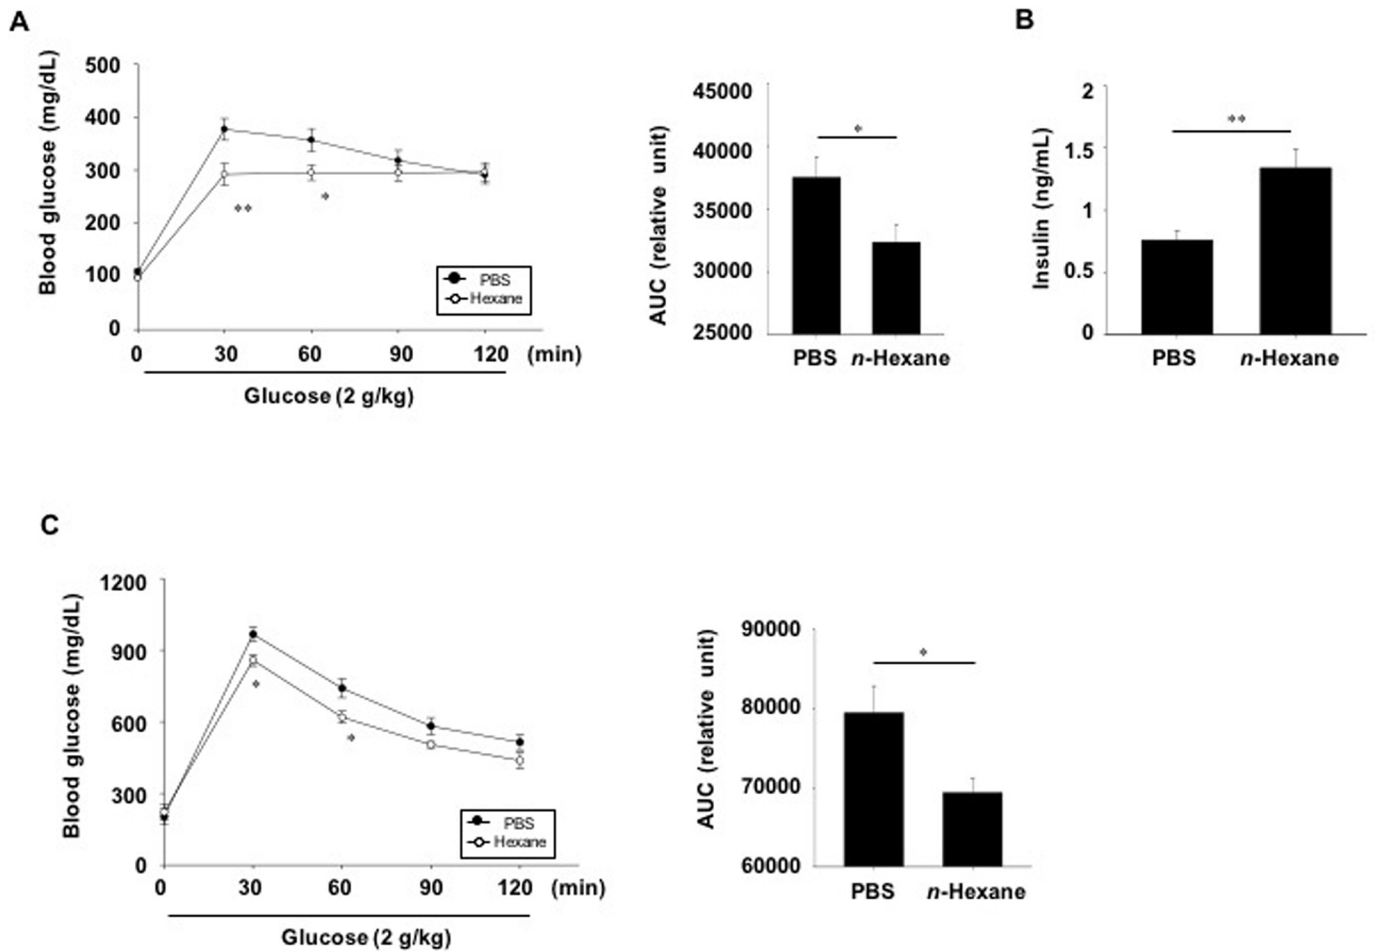 A
Blood glucose (mg/dL)
500
400
300
200
100
0
**
*
PBS
Hexane
0 30 60 90 120 (min)
Glucose (2 g/kg)
AUC (relative unit)
45000
40000
35000
30000
25000
*
PBS n-Hexane
B
Insulin (ng/mL)
2
1.5
1
0.5
0
**
PBS n-Hexane
C
Blood glucose (mg/dL)
1200
900
600
300
0
*
*
PBS
Hexane
0 30 60 90 120 (min)
Glucose (2 g/kg)
AUC (relative unit)
90000
80000
70000
60000
*
PBS n-Hexane